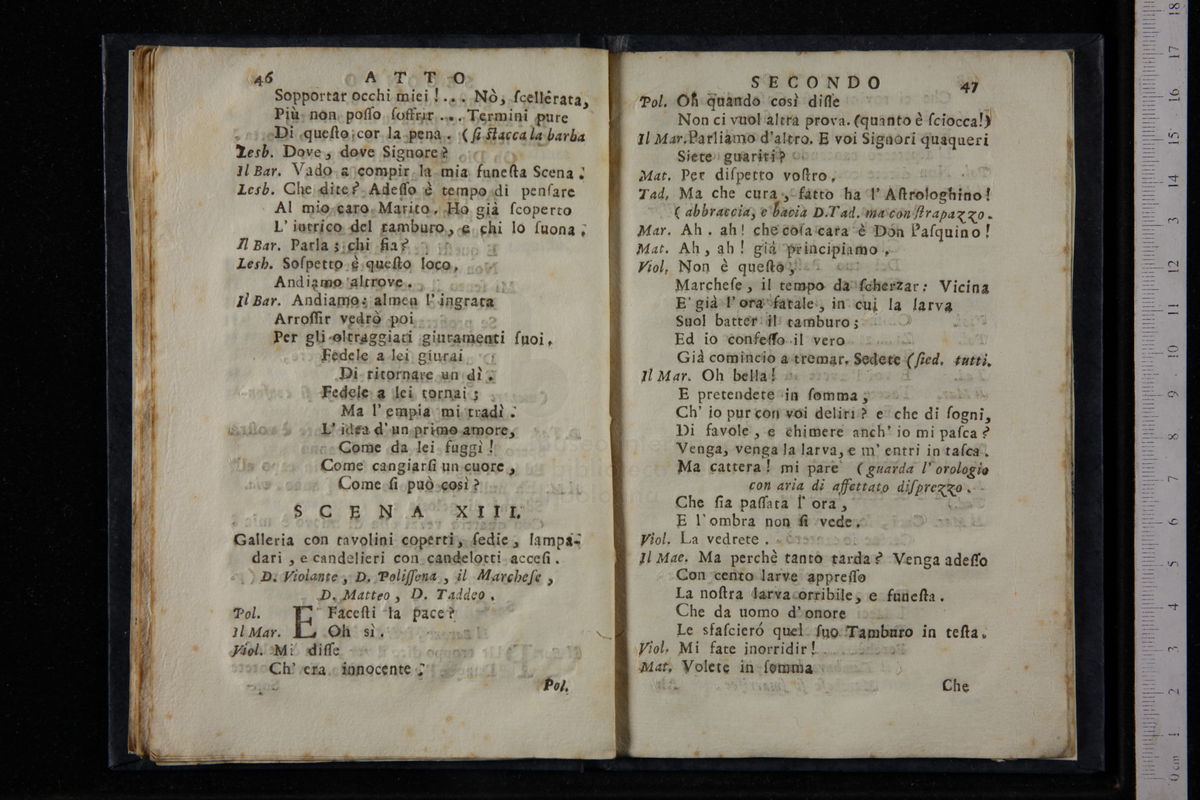 46 ATTO
Sopportar occhi miei!... Nò, ſcellerata,
Più non poſſo ſoffrir... Termini pure
Di queſto cor la pena. (ſi ſtacca la barba
Lesb. Dove, dove Signore?
Il Bar. Vado a compir la mia funeſta Scena.
Lesb. Che dite? Adeſſo è tempo di penſare
Al mio caro Marito. Ho già ſcoperto
L'intrico del tamburo, e chi lo ſuona.
Il Bar. Parla; chi fia?
Lesb. Soſpetto è queſto loco.
Andiamo altrove.
Il Bar. Andiamo: almen l'ingrata
Arroſſir vedrò poi
Per gli oltraggiati giuramenti ſuoi.
Fedele a lei giurai
Di ritornare un dì.
Fedele a lei tornai;
Ma l'empia mi tradì.
L'idea d'un primo amore,
Come da lei fuggì!
Come cangiarſi un cuore,
Come ſi può così?
SCENA XIII.
Galleria con tavolini coperti, ſedie, lampa-
dari, e candelieri con candelotti acceſi.
D. Violante, D. Poliſſena, il Marcheſe,
D. Matteo, D. Taddeo.
Pol. E Faceſti la pace?
Il Mar. Oh sì.
Viol. Mi diſſe
Ch'era innocente.
Pol.
SECONDO 47
Pol. Oh quando così diſſe
Non ci vuol altra prova. (quanto è ſciocca!)
Il Mar. Parliamo d'altro. E voi Signori quaqueri
Siete guariti?
Mat. Per diſpetto voſtro.
Tad. Ma che cura, fatto ha l'Aſtrologhino!
(abbraccia, e bacia D. Tad. ma con ſtrapazzo.
Mar. Ah. ah! che coſa cara è Don Paſquino!
Mat. Ah, ah! già principiamo.
Viol. Non è queſto,
Marcheſe, il tempo da ſcherzar: Vicina
E' già l'ora fatale, in cui la larva
Suol batter il tamburo;
Ed io confeſſo il vero
Già comincio a tremar. Sedete (ſied. tutti.
Il Mar. Oh bella!
E pretendete in ſomma,
Ch'io pur con voi deliri? e che di ſogni,
Di favole, e chimere anch'io mi paſca?
Venga, venga la larva, e m'entri in taſca.
Ma cattera! mi pare (guarda l'orologio
con aria di affettato diſprezzo.
Che ſia paſſata l'ora,
E l'ombra non ſi vede.
Viol. La vedrete.
Il Mae. Ma perchè tanto tarda? Venga adeſſo
Con cento larve appreſſo
La noſtra larva orribile, e funeſta.
Che da uomo d'onore
Le sfaſcieró quel ſuo Tamburo in teſta.
Viol. Mi fate inorridir!
Mat. Volete in ſomma
Che